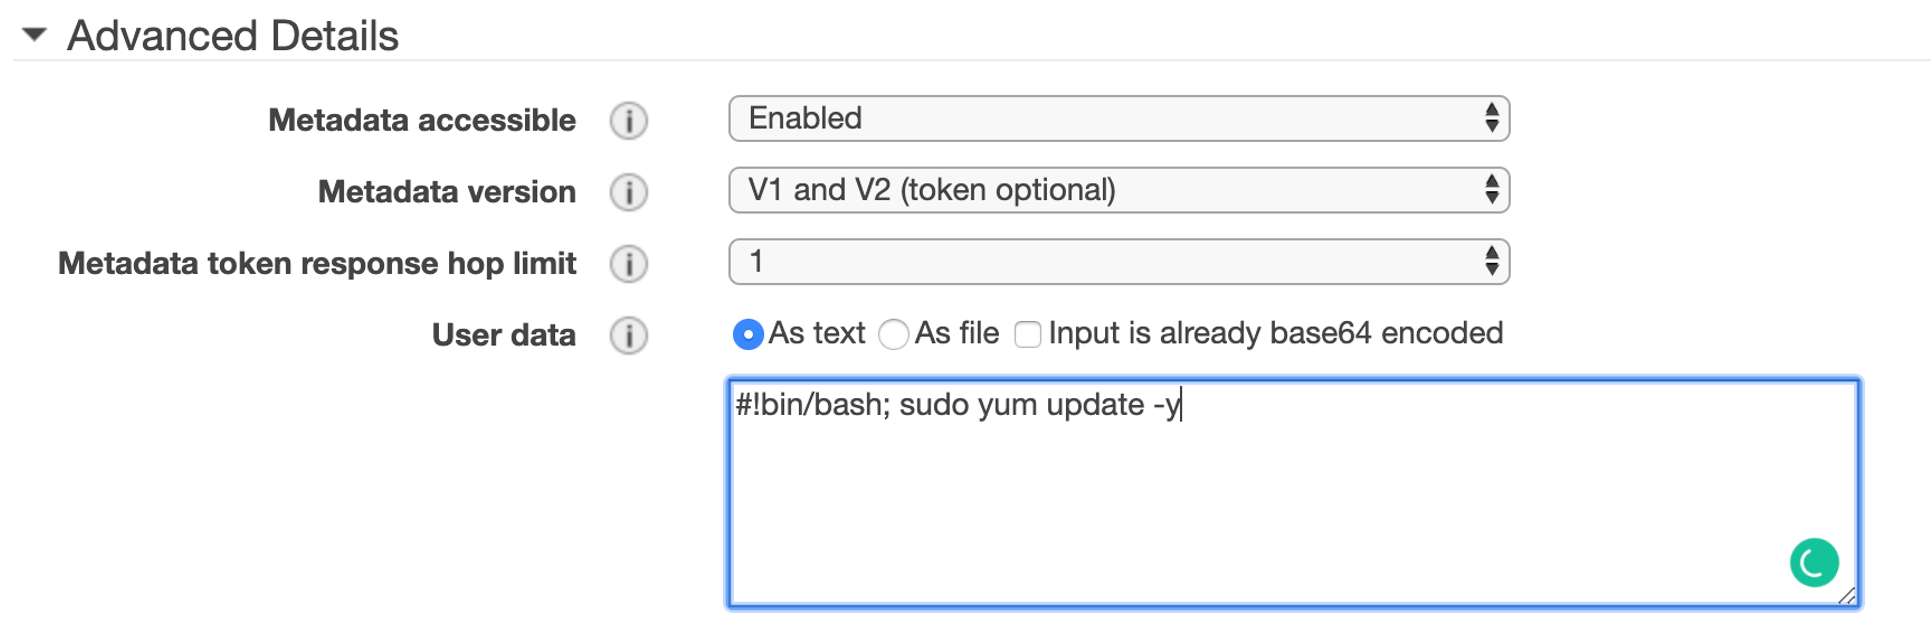 Advanced Details
Metadata accessible Enabled
Metadata version V1 and V2 (token optional)
Metadata token response hop limit 1
User data As text As file Input is already base64 encoded
#!bin/bash; sudo yum update -y